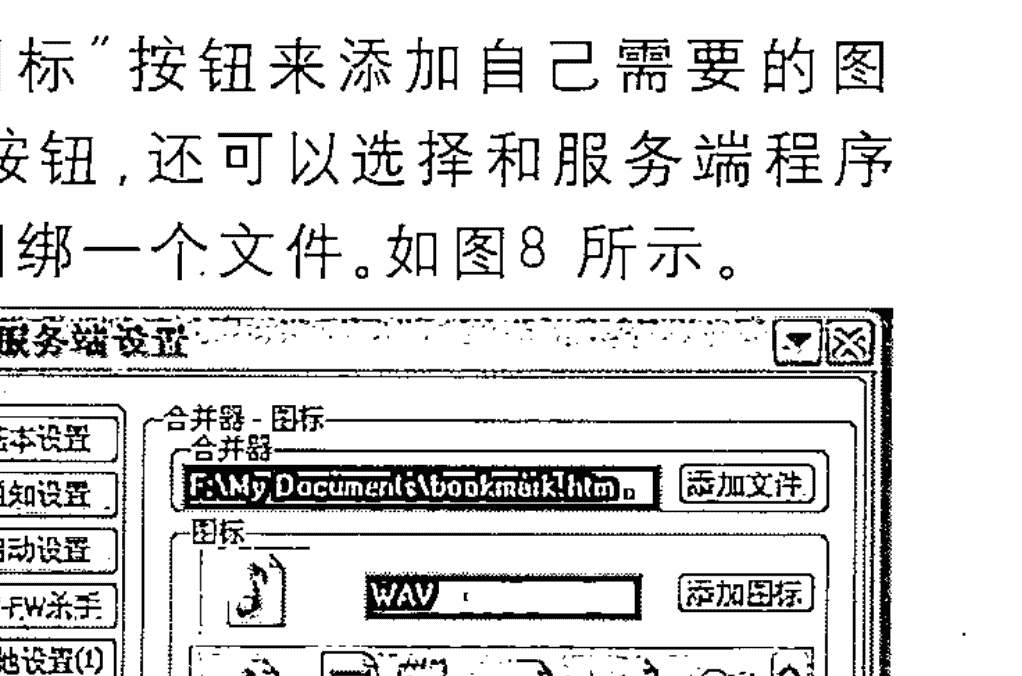 标”按钮来添加自己需要的图
按钮,还可以选择和服务端程序
绑一个文件。如图8 所示。
服务端设置
合并器 - 图标
合并器
本设置
F:\My Documents\bookmark.htm
添加文件
知设置
图标
动设置
WAV
添加图标
FW杀手
设置(1)